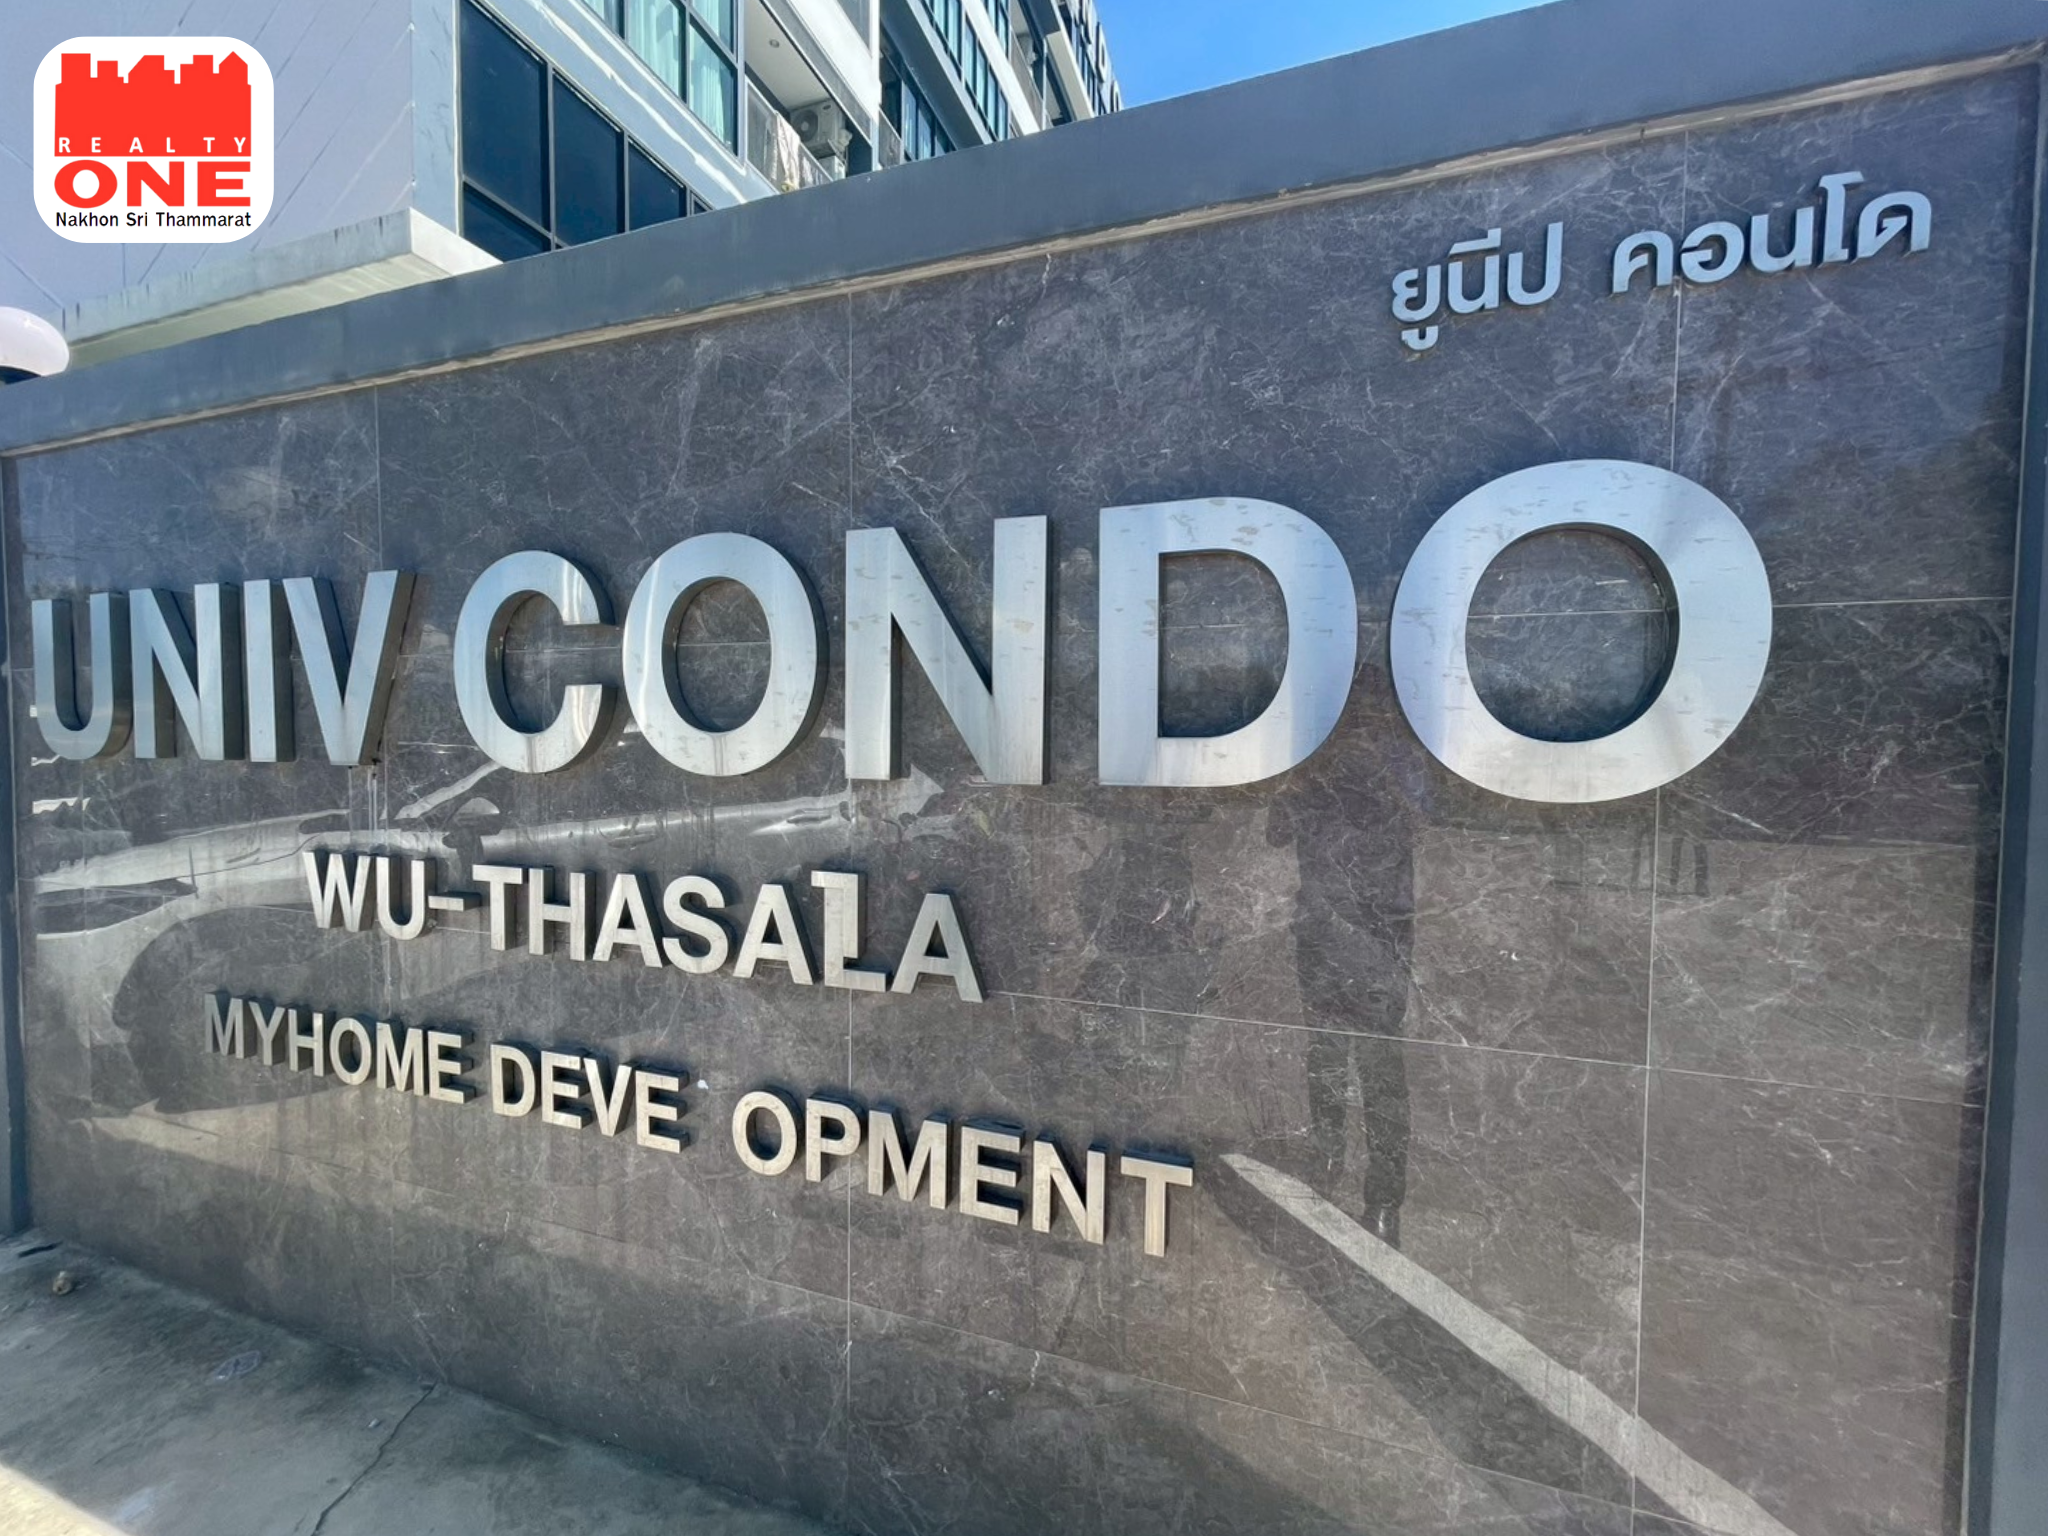 REALTY
ONE
Nakhon Sri Thammarat
ยูนีป คอนโด
UNIV CONDO
WU-THASALA
MYHOME DEVE OPMENT